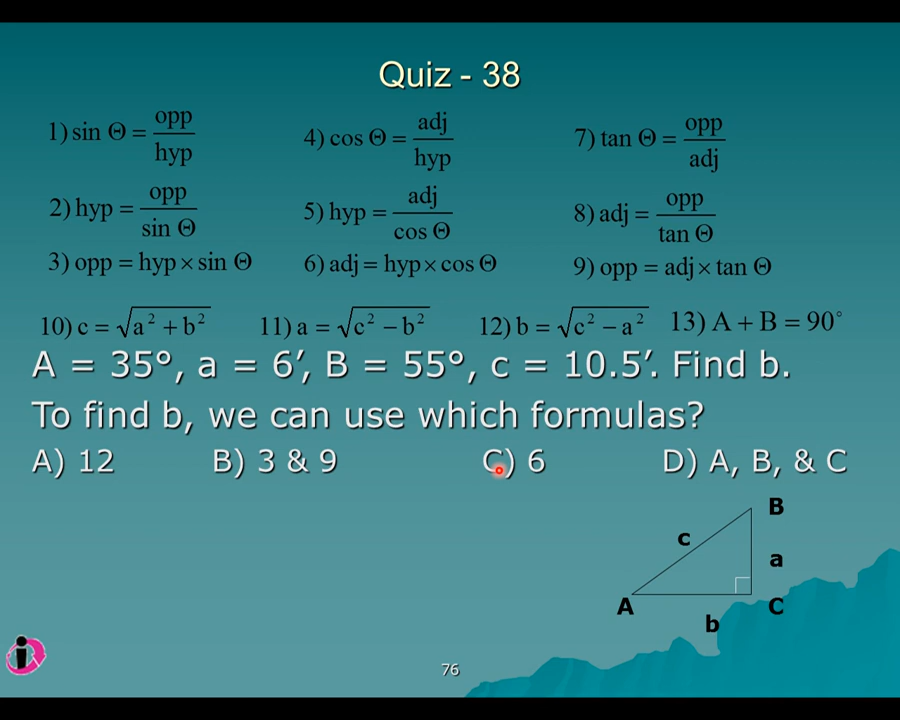 Quiz - 38
1) sin Θ = opp/hyp 4) cos Θ = adj/hyp 7) tan Θ = opp/adj
2) hyp = opp/sin Θ 5) hyp = adj/cos Θ 8) adj = opp/tan Θ
3) opp = hyp × sin Θ 6) adj = hyp × cos Θ 9) opp = adj × tan Θ
10) c = √(a² + b²) 11) a = √(c² − b²) 12) b = √(c² − a²) 13) A + B = 90°
A = 35°, a = 6′, B = 55°, c = 10.5′. Find b.
To find b, we can use which formulas?
A) 12 B) 3 & 9 C) 6 D) A, B, & C
B
c
a
A
C
b
76